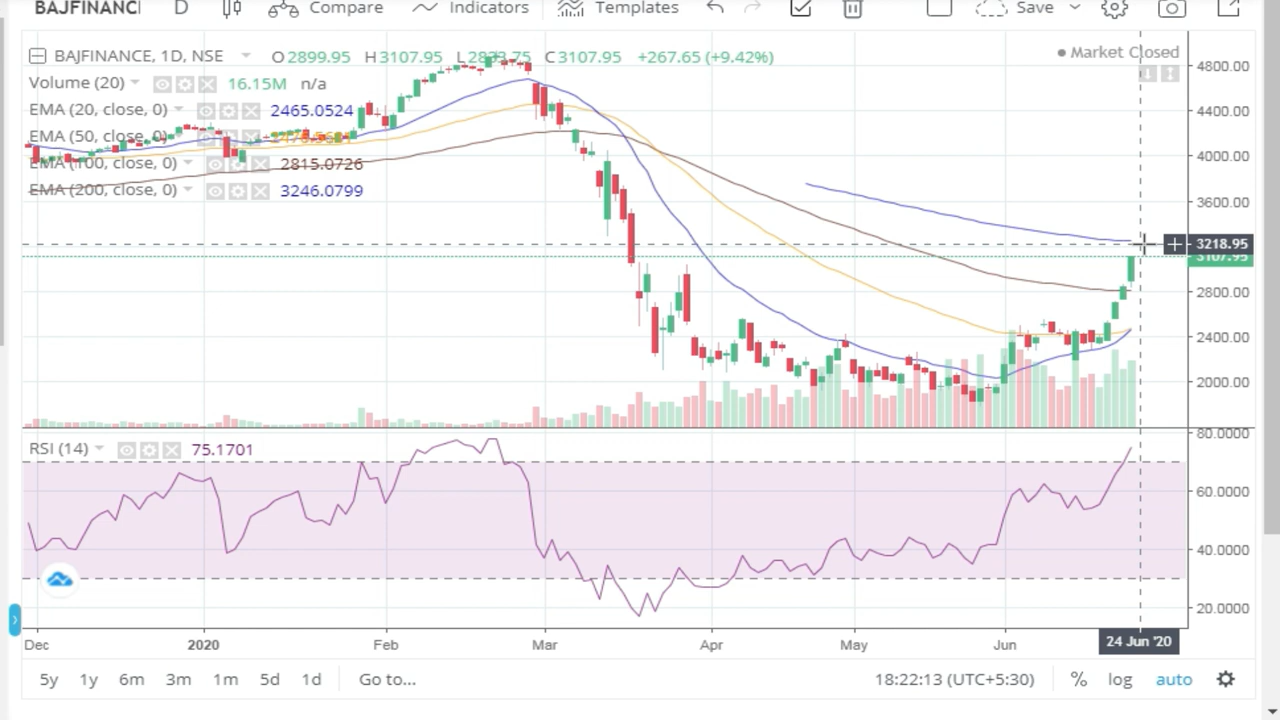 BAJFINANC D Compare Indicators Templates Save
BAJFINANCE, 1D, NSE O2899.95 H3107.95 C3107.95 +267.65 (+9.42%)
Market Closed
Volume (20) 16.15M n/a
EMA (20, close, 0) 2465.0524
EMA (50, close, 0)
EMA (100, close, 0) 2815.0726
EMA (200, close, 0) 3246.0799
4800.00
4400.00
4000.00
3600.00
3218.95
3107.95
2800.00
2400.00
2000.00
RSI (14) 75.1701
80.0000
60.0000
40.0000
20.0000
Dec 2020 Feb Mar Apr May Jun 24 Jun '20
5y 1y 6m 3m 1m 5d 1d Go to... 18:22:13 (UTC+5:30) % log auto